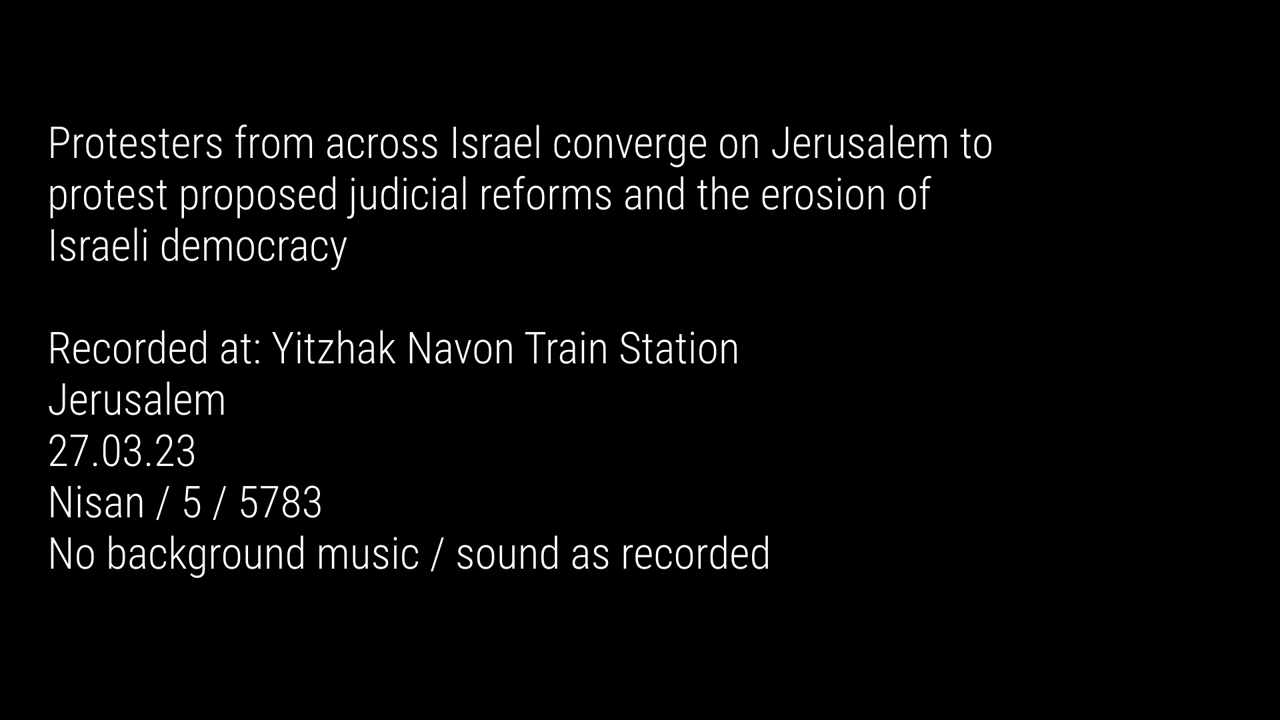 Protesters from across Israel converge on Jerusalem to
protest proposed judicial reforms and the erosion of
Israeli democracy
Recorded at: Yitzhak Navon Train Station
Jerusalem
27.03.23
Nisan / 5 / 5783
No background music / sound as recorded